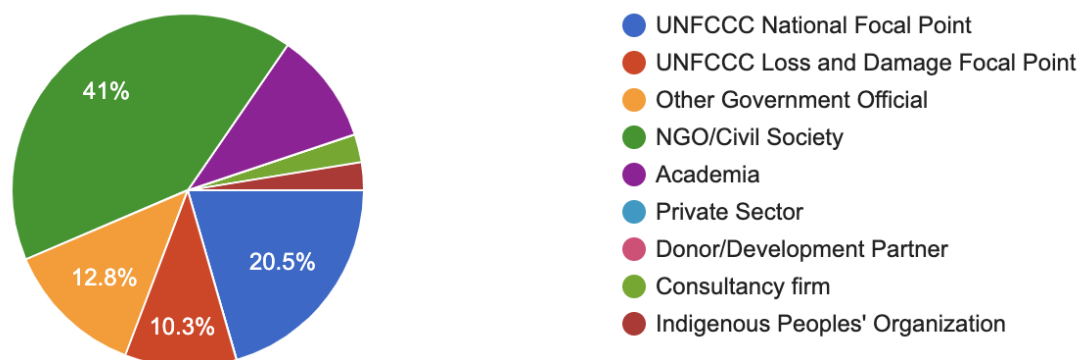 41%
20.5%
12.8%
10.3%
UNFCCC National Focal Point
UNFCCC Loss and Damage Focal Point
Other Government Official
NGO/Civil Society
Academia
Private Sector
Donor/Development Partner
Consultancy firm
Indigenous Peoples' Organization